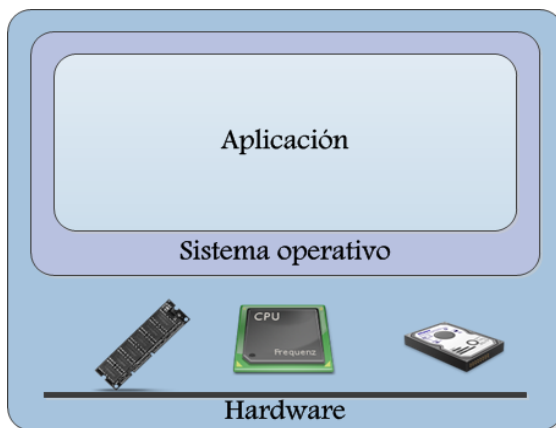 Aplicación
Sistema operativo
CPU
Frequenz
Hardware